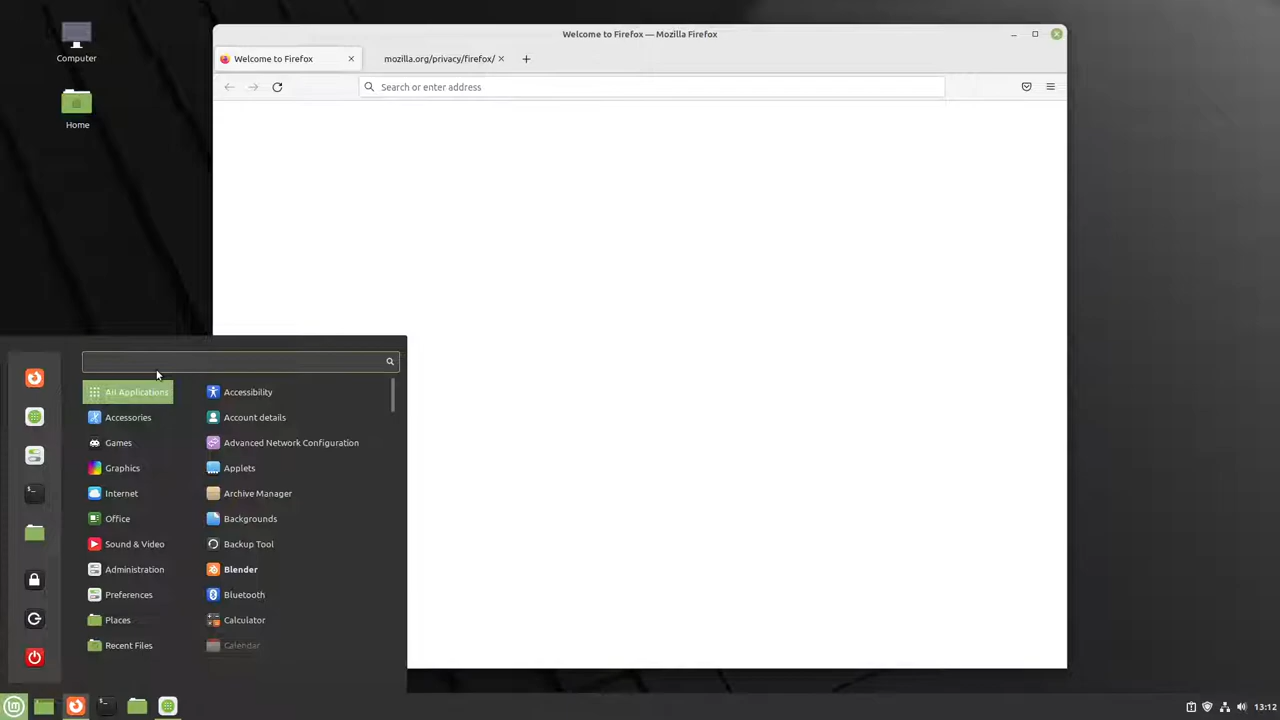 Computer
Home
Welcome to Firefox — Mozilla Firefox
Welcome to Firefox
mozilla.org/privacy/firefox/
Search or enter address
All Applications
Accessories
Games
Graphics
Internet
Office
Sound & Video
Administration
Preferences
Places
Recent Files
Accessibility
Account details
Advanced Network Configuration
Applets
Archive Manager
Backgrounds
Backup Tool
Blender
Bluetooth
Calculator
Calendar
13:12